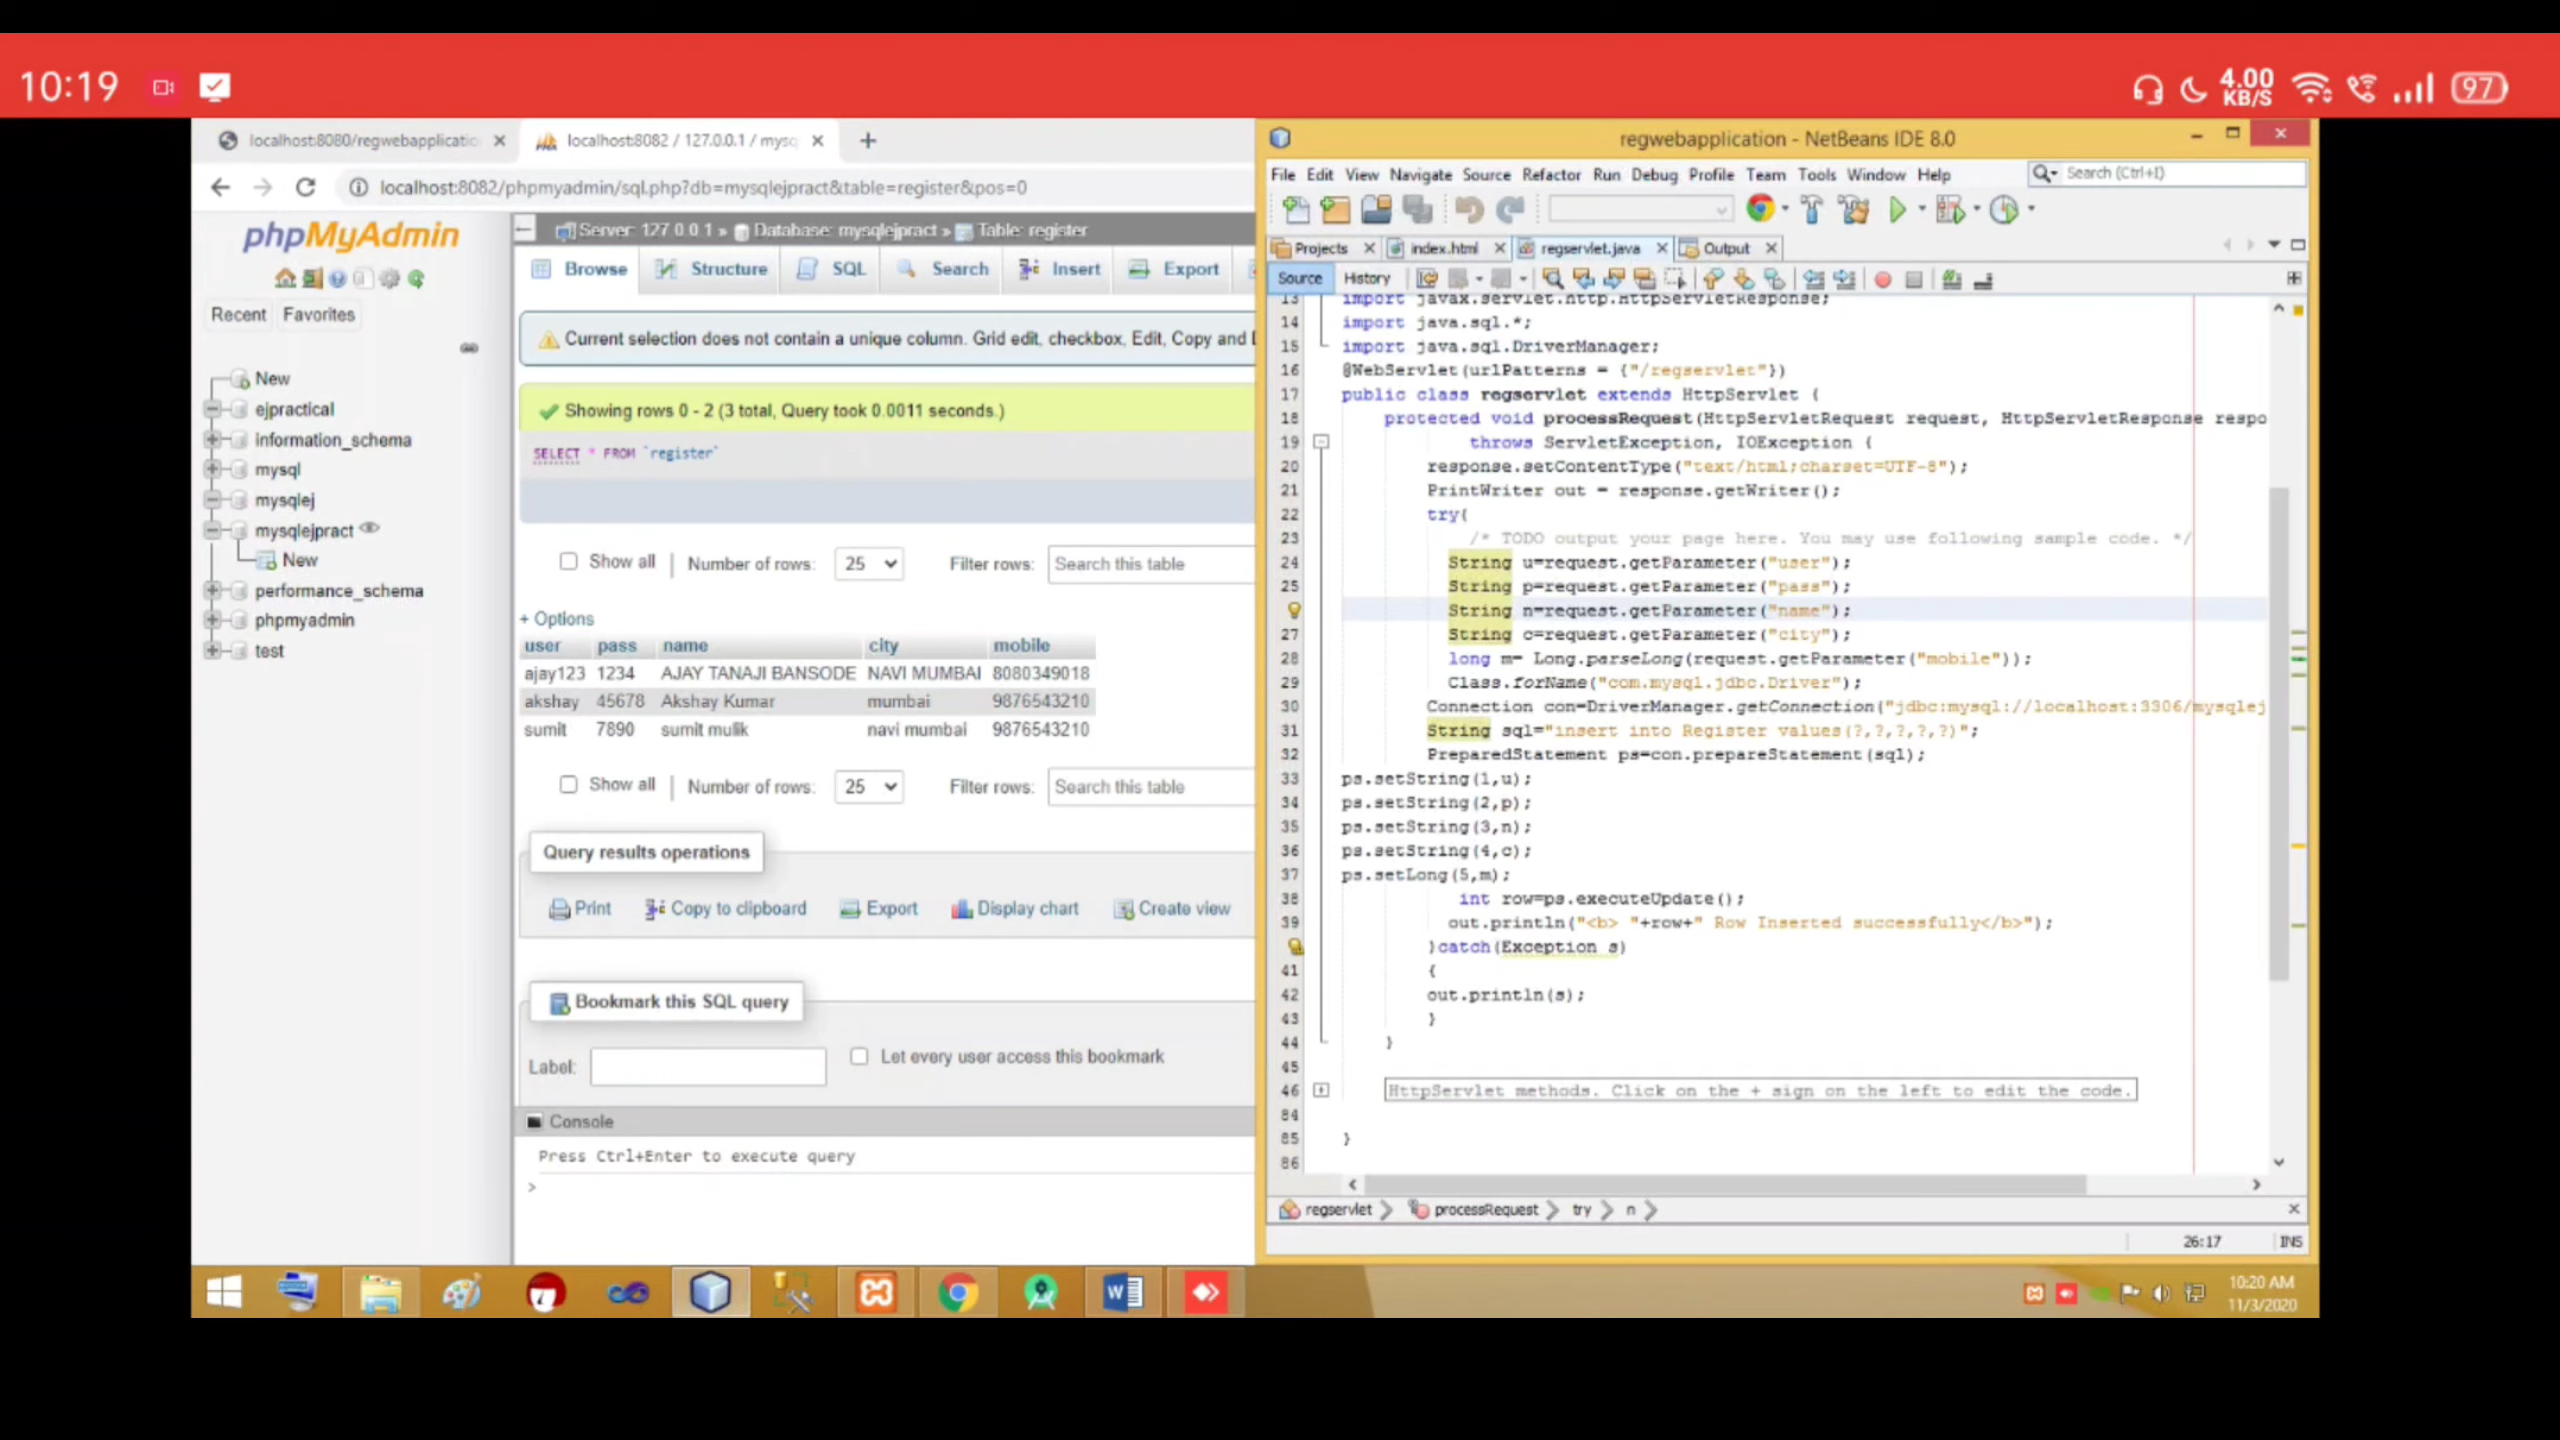 10:19
4.00 KB/S
97
localhost:8080/regwebapplicatio
localhost:8082 / 127.0.0.1 / mysq
localhost:8082/phpmyadmin/sql.php?db=mysqlejpract&table=register&pos=0
phpMyAdmin
Recent Favorites
New
ejpractical
information_schema
mysql
mysqlej
mysqlejpract
New
performance_schema
phpmyadmin
test
Server: 127.0.0.1 » Database: mysqlejpract » Table: register
Browse Structure SQL Search Insert Export
Current selection does not contain a unique column. Grid edit, checkbox, Edit, Copy and
Showing rows 0 - 2 (3 total, Query took 0.0011 seconds.)
SELECT * FROM `register`
Show all Number of rows: 25 Filter rows: Search this table
+ Options
user pass name city mobile
ajay123 1234 AJAY TANAJI BANSODE NAVI MUMBAI 8080349018
akshay 45678 Akshay Kumar mumbai 9876543210
sumit 7890 sumit mulik navi mumbai 9876543210
Show all Number of rows: 25 Filter rows: Search this table
Query results operations
Print Copy to clipboard Export Display chart Create view
Bookmark this SQL query
Label: Let every user access this bookmark
Console
Press Ctrl+Enter to execute query
>
regwebapplication - NetBeans IDE 8.0
File Edit View Navigate Source Refactor Run Debug Profile Team Tools Window Help Search (Ctrl+I)
Projects index.html regservlet.java Output
Source History
13 import javax.servlet.http.HttpServletResponse;
14 import java.sql.*;
15 import java.sql.DriverManager;
16 @WebServlet(urlPatterns = {"/regservlet"})
17 public class regservlet extends HttpServlet {
18 protected void processRequest(HttpServletRequest request, HttpServletResponse respo
19 throws ServletException, IOException {
20 response.setContentType("text/html;charset=UTF-8");
21 PrintWriter out = response.getWriter();
22 try{
23 /* TODO output your page here. You may use following sample code. */
24 String u=request.getParameter("user");
25 String p=request.getParameter("pass");
String n=request.getParameter("name");
27 String c=request.getParameter("city");
28 long m= Long.parseLong(request.getParameter("mobile"));
29 Class.forName("com.mysql.jdbc.Driver");
30 Connection con=DriverManager.getConnection("jdbc:mysql://localhost:3306/mysqlej
31 String sql="insert into Register values(?,?,?,?,?)";
32 PreparedStatement ps=con.prepareStatement(sql);
33 ps.setString(1,u);
34 ps.setString(2,p);
35 ps.setString(3,n);
36 ps.setString(4,c);
37 ps.setLong(5,m);
38 int row=ps.executeUpdate();
39 out.println("<b> "+row+" Row Inserted successfully</b>");
}catch(Exception s)
41 {
42 out.println(s);
43 }
44 }
45
46 HttpServlet methods. Click on the + sign on the left to edit the code.
84
85 }
86
regservlet processRequest try n
26:17 INS
10:20 AM
11/3/2020